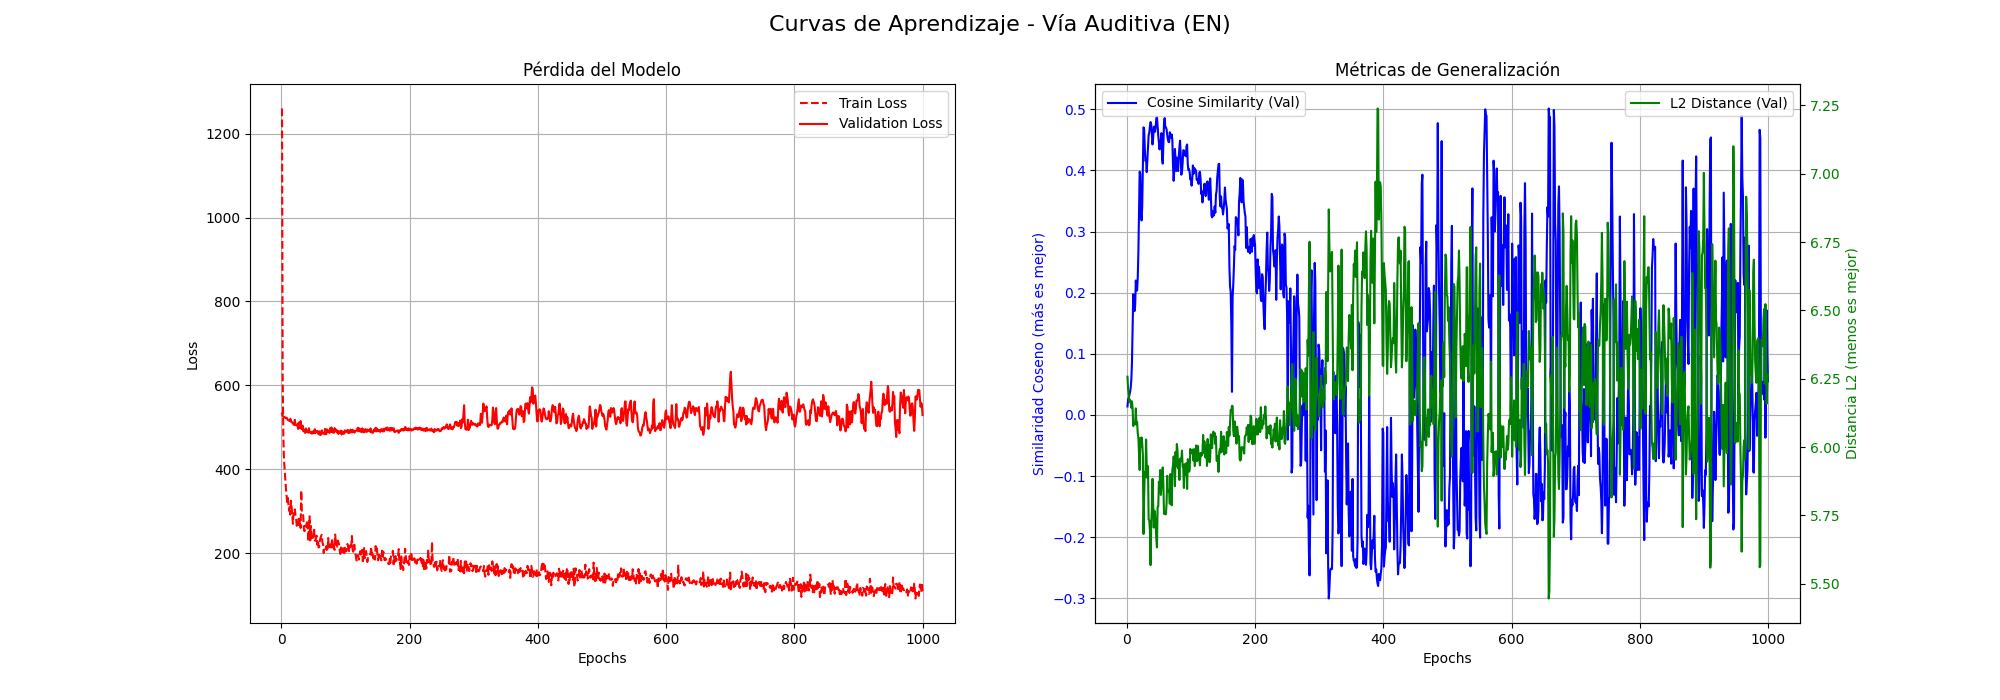 Curvas de Aprendizaje - Vía Auditiva (EN)
Pérdida del Modelo
Train Loss
Validation Loss
Loss
1200
1000
800
600
400
200
0 200 400 600 800 1000
Epochs
Métricas de Generalización
Cosine Similarity (Val)
L2 Distance (Val)
Similaridad Coseno (más es mejor)
0.5
0.4
0.3
0.2
0.1
0.0
−0.1
−0.2
−0.3
0 200 400 600 800 1000
Epochs
7.25
7.00
6.75
6.50
6.25
6.00
5.75
5.50
Distancia L2 (menos es mejor)